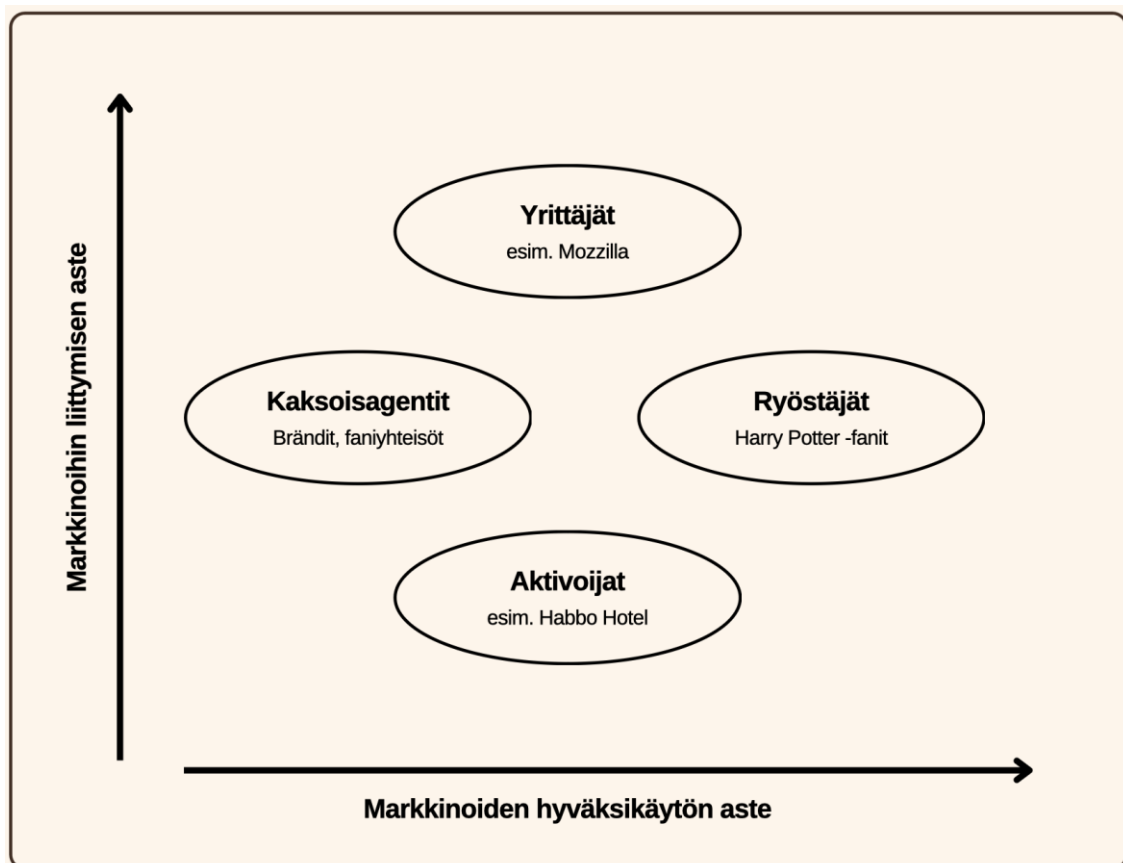 Yrittäjät
esim. Mozzilla
Kaksoisagentit
Brändit, faniyhteisöt
Ryöstäjät
Harry Potter -fanit
Aktivoijat
esim. Habbo Hotel
Markkinoihin liittymisen aste
Markkinoiden hyväksikäytön aste